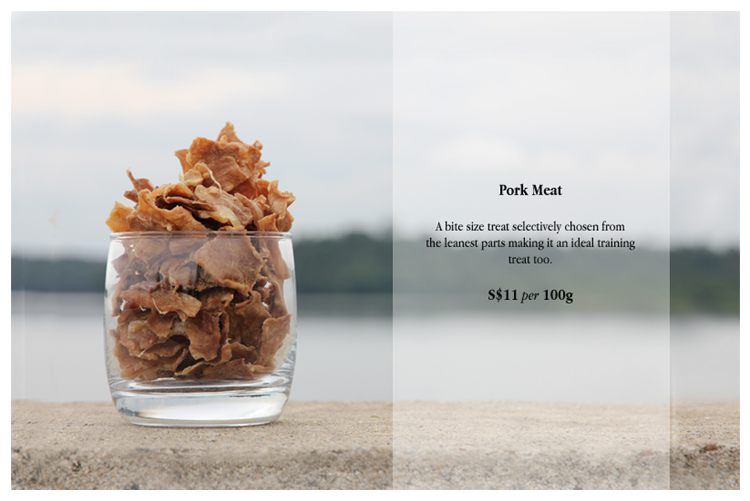 Pork Meat
A bite size treat selectively chosen from
the leanest parts making it an ideal training
treat too.
S$11 per 100g